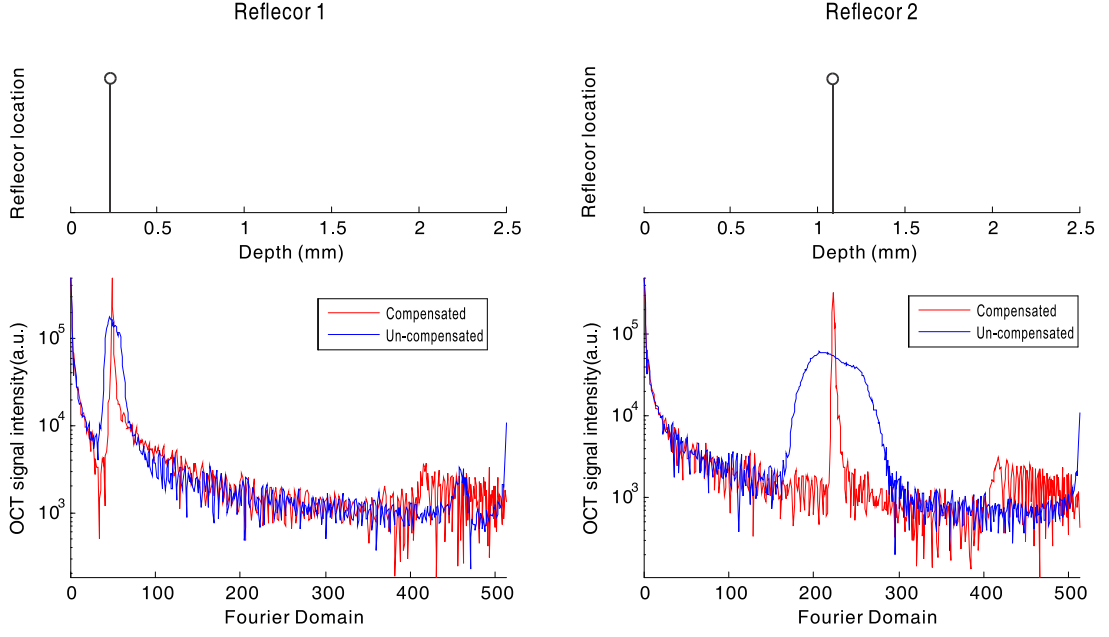 Reflecor 1
Reflecor location
0 0.5 1 1.5 2 2.5
Depth (mm)
OCT signal intensity(a.u.)
10^5
10^4
10^3
Compensated
Un-compensated
0 100 200 300 400 500
Fourier Domain
Reflecor 2
Reflecor location
0 0.5 1 1.5 2 2.5
Depth (mm)
OCT signal intensity(a.u.)
10^5
10^4
10^3
Compensated
Un-compensated
0 100 200 300 400 500
Fourier Domain